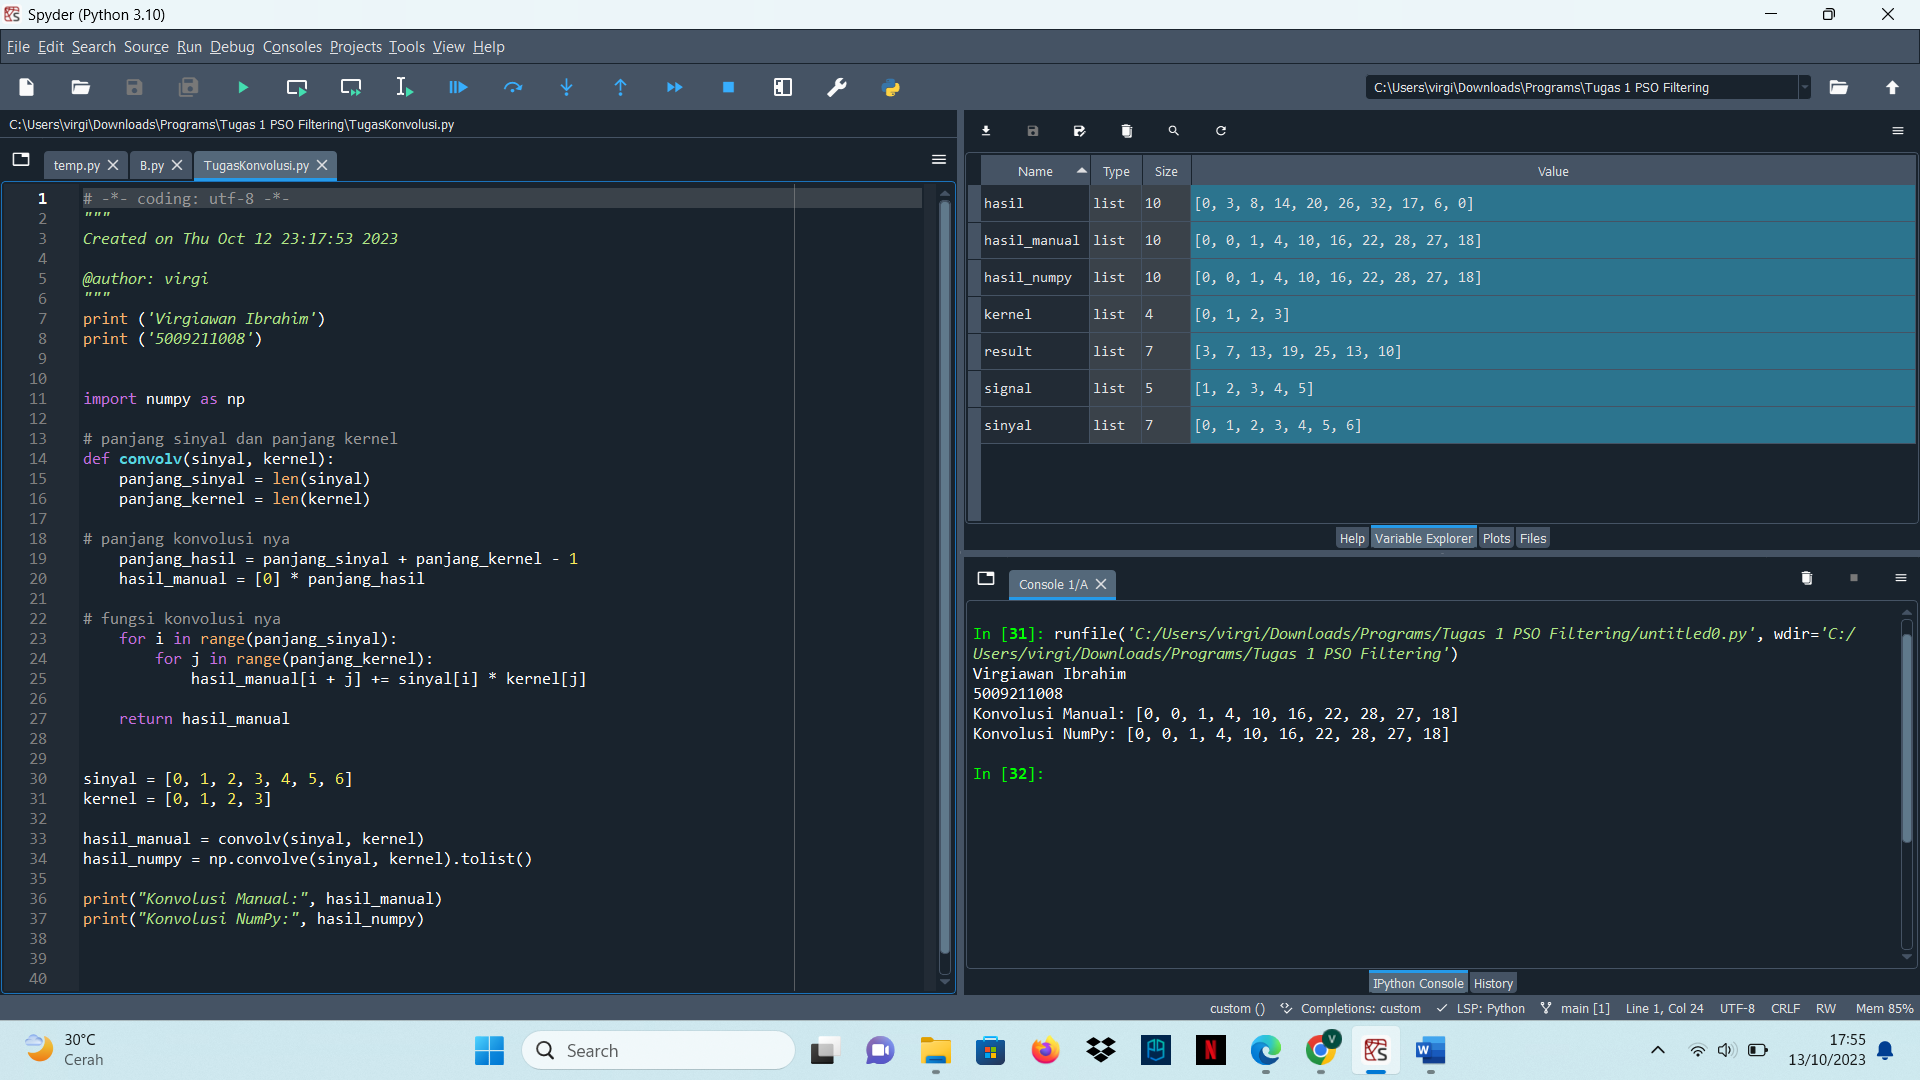 Spyder (Python 3.10)
File Edit Search Source Run Debug Consoles Projects Tools View Help
C:\Users\virgi\Downloads\Programs\Tugas 1 PSO Filtering
C:\Users\virgi\Downloads\Programs\Tugas 1 PSO Filtering\TugasKonvolusi.py
temp.py B.py TugasKonvolusi.py
1 # -*- coding: utf-8 -*-
2 """
3 Created on Thu Oct 12 23:17:53 2023
4
5 @author: virgi
6 """
7 print ('Virgiawan Ibrahim')
8 print ('5009211008')
9
10
11 import numpy as np
12
13 # panjang sinyal dan panjang kernel
14 def convolv(sinyal, kernel):
15     panjang_sinyal = len(sinyal)
16     panjang_kernel = len(kernel)
17
18 # panjang konvolusi nya
19     panjang_hasil = panjang_sinyal + panjang_kernel - 1
20     hasil_manual = [0] * panjang_hasil
21
22 # fungsi konvolusi nya
23     for i in range(panjang_sinyal):
24         for j in range(panjang_kernel):
25             hasil_manual[i + j] += sinyal[i] * kernel[j]
26
27     return hasil_manual
28
29
30 sinyal = [0, 1, 2, 3, 4, 5, 6]
31 kernel = [0, 1, 2, 3]
32
33 hasil_manual = convolv(sinyal, kernel)
34 hasil_numpy = np.convolve(sinyal, kernel).tolist()
35
36 print("Konvolusi Manual:", hasil_manual)
37 print("Konvolusi NumPy:", hasil_numpy)
38
39
40
Name Type Size Value
hasil list 10 [0, 3, 8, 14, 20, 26, 32, 17, 6, 0]
hasil_manual list 10 [0, 0, 1, 4, 10, 16, 22, 28, 27, 18]
hasil_numpy list 10 [0, 0, 1, 4, 10, 16, 22, 28, 27, 18]
kernel list 4 [0, 1, 2, 3]
result list 7 [3, 7, 13, 19, 25, 13, 10]
signal list 5 [1, 2, 3, 4, 5]
sinyal list 7 [0, 1, 2, 3, 4, 5, 6]
Help Variable Explorer Plots Files
Console 1/A
In [31]: runfile('C:/Users/virgi/Downloads/Programs/Tugas 1 PSO Filtering/untitled0.py', wdir='C:/
Users/virgi/Downloads/Programs/Tugas 1 PSO Filtering')
Virgiawan Ibrahim
5009211008
Konvolusi Manual: [0, 0, 1, 4, 10, 16, 22, 28, 27, 18]
Konvolusi NumPy: [0, 0, 1, 4, 10, 16, 22, 28, 27, 18]
In [32]:
IPython Console History
custom () Completions: custom LSP: Python main [1] Line 1, Col 24 UTF-8 CRLF RW Mem 85%
30°C
Cerah
Search
17:55
13/10/2023